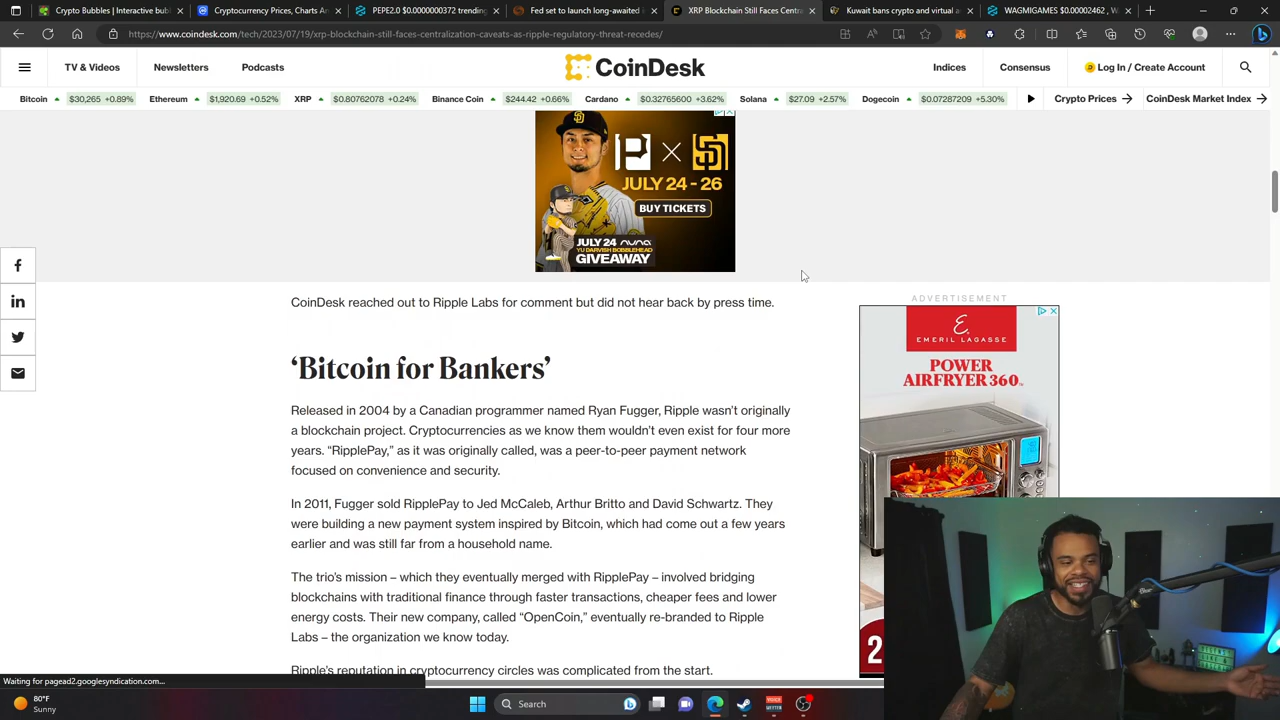 Crypto Bubbles | Interactive bub
Cryptocurrency Prices, Charts An
PEPE2.0 $0.0000000372 trending
Fed set to launch long-awaited i
XRP Blockchain Still Faces Centra
Kuwait bans crypto and virtual a
WAGMIGAMES $0.00002462 , W
https://www.coindesk.com/tech/2023/07/19/xrp-blockchain-still-faces-centralization-caveats-as-ripple-regulatory-threat-recedes/
TV & Videos
Newsletters
Podcasts
CoinDesk
Indices
Consensus
Log In / Create Account
Bitcoin $30,265 +0.89%
Ethereum $1,920.69 +0.52%
XRP $0.80762078 +0.24%
Binance Coin $244.42 +0.66%
Cardano $0.32765600 +3.62%
Solana $27.09 +2.57%
Dogecoin $0.07287209 +5.30%
Crypto Prices
CoinDesk Market Index
SD
JULY 24 - 26
BUY TICKETS
JULY 24 nuna
YU DARVISH BOBBLEHEAD
GIVEAWAY
CoinDesk reached out to Ripple Labs for comment but did not hear back by press time.
ADVERTISEMENT
E.
EMERIL LAGASSE
POWER
AIRFRYER 360
‘Bitcoin for Bankers’
Released in 2004 by a Canadian programmer named Ryan Fugger, Ripple wasn’t originally
a blockchain project. Cryptocurrencies as we know them wouldn’t even exist for four more
years. “RipplePay,” as it was originally called, was a peer-to-peer payment network
focused on convenience and security.
In 2011, Fugger sold RipplePay to Jed McCaleb, Arthur Britto and David Schwartz. They
were building a new payment system inspired by Bitcoin, which had come out a few years
earlier and was still far from a household name.
The trio’s mission – which they eventually merged with RipplePay – involved bridging
blockchains with traditional finance through faster transactions, cheaper fees and lower
energy costs. Their new company, called “OpenCoin,” eventually re-branded to Ripple
Labs – the organization we know today.
Ripple’s reputation in cryptocurrency circles was complicated from the start.
2
Waiting for pagead2.googlesyndication.com...
80°F
Sunny
Search